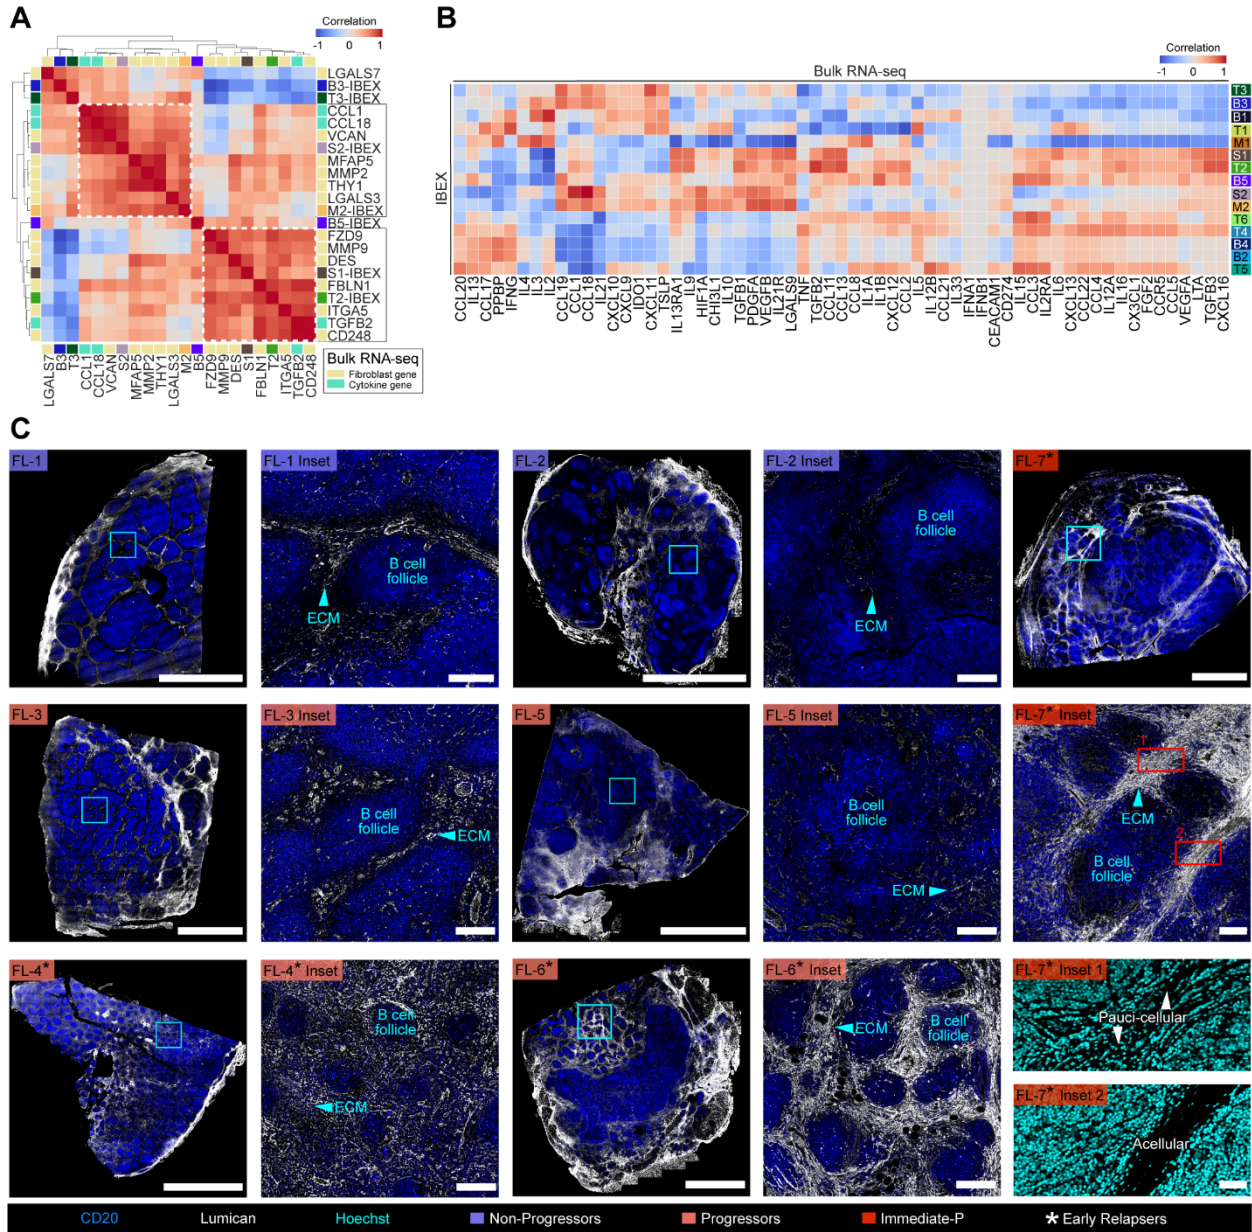 A
Correlation
-1 0 1
LGALS7
B3-IBEX
T3-IBEX
CCL1
CCL18
VCAN
S2-IBEX
MFAP5
MMP2
THY1
LGALS3
M2-IBEX
B5-IBEX
FZD9
MMP9
DES
S1-IBEX
FBLN1
T2-IBEX
ITGA5
TGFB2
CD248
LGALS7
B3
T3
CCL1
CCL18
VCAN
S2
MFAP5
MMP2
THY1
LGALS3
M2
B5
FZD9
MMP9
DES
S1
FBLN1
T2
ITGA5
TGFB2
CD248
Bulk RNA-seq
Fibroblast gene
Cytokine gene
B
Bulk RNA-seq
Correlation
-1 0 1
IBEX
T3
B3
B1
T1
M1
S1
T2
B5
S2
M2
T6
T4
B4
B2
T5
CCL20
IL13
CCL17
PPBP
IFNG
IL4
IL3
IL2
CCL19
CCL1
CCL18
IL21
CXCL10
CXCL9
IDO1
CXCL11
TSLP
IL13RA1
IL9
HIF1A
CHI3L1
IL10
TGFB1
PDGFA
VEGFB
IL21R
LGALS9
TNF
TGFB2
CCL11
CCL13
CCL8
IL1A
IL1B
CXCL12
CCL2
IL5
IL12B
CCL21
IL33
IFNA1
IFNB1
CEACAM1
CD274
IL15
CCL3
IL2RA
IL6
CXCL13
CCL22
CCL4
IL12A
IL16
CX3CL1
FGF2
CCR5
CCL5
VEGFA
LTA
TGFB3
CXCL16
C
FL-1
FL-1 Inset
B cell
follicle
ECM
FL-2
FL-2 Inset
B cell
follicle
ECM
FL-7*
FL-3
FL-3 Inset
B cell
follicle
ECM
FL-5
FL-5 Inset
B cell
follicle
ECM
FL-7* Inset
1
ECM
2
B cell
follicle
FL-4*
FL-4* Inset
B cell
follicle
ECM
FL-6*
FL-6* Inset
ECM
B cell
follicle
FL-7* Inset 1
Pauci-cellular
FL-7* Inset 2
Acellular
CD20 Lumican Hoechst Non-Progressors Progressors Immediate-P * Early Relapsers